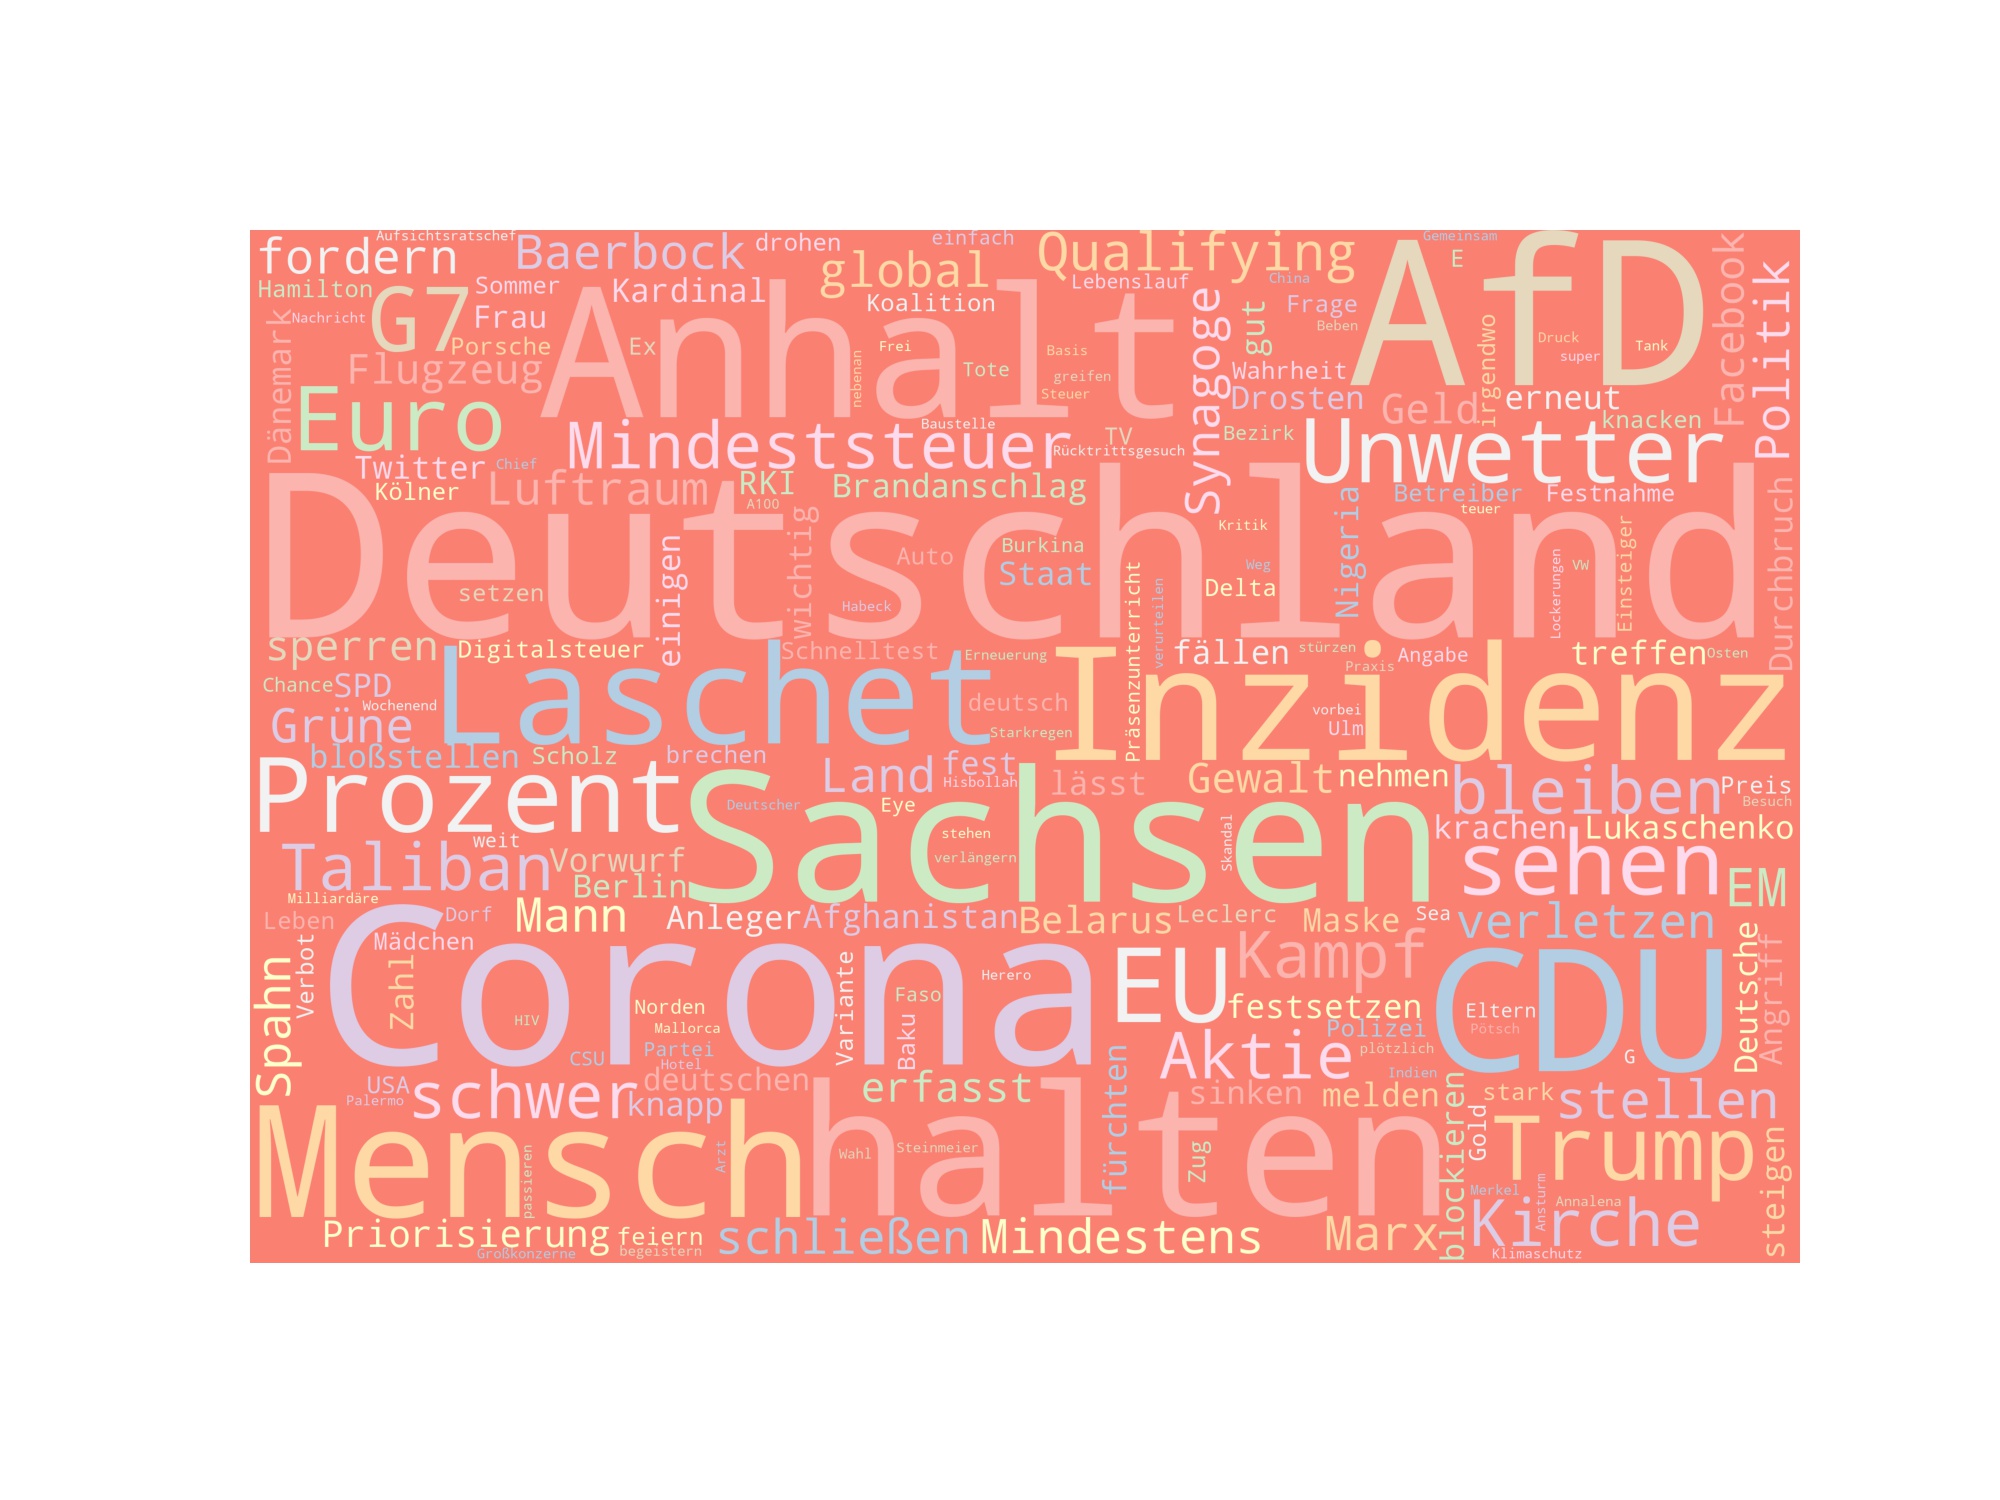 Aufsichtsratschef
fordern
Baerbock
drohen
einfach
Qualifying
Gemeinsam
AfD
E
Facebook
Politik
Hamilton
G7
Sommer
Kardinal
global
Lebenslauf
China
Nachricht
Frau
Koalition
Synagoge
gut
Frage
Beben
irgendwo
Druck
super
Tank
Dänemark
Porsche
Ex
Anhalt
Frei
Basis
Flugzeug
nebenan
Tote
greifen
Steuer
Wahrheit
Drosten
Geld
erneut
knacken
Euro
Mindeststeuer
Baustelle
TV
Rücktrittsgesuch
Bezirk
Unwetter
Twitter
Chief
Kölner
Luftraum
RKI
A100
Brandanschlag
Betreiber
Festnahme
teuer
Durchbruch
Deutschland
Kritik
Nigeria
einigen
wichtig
Auto
Burkina
Staat
Präsenzunterricht
verurteilen
Weg
Delta
Lockerungen
VW
Einsteiger
setzen
Habeck
sperren
Digitalsteuer
Schnelltest
Erneuerung
fällen
stürzen
Praxis
Angabe
treffen
Osten
Chance
SPD
Laschet
Wochenend
deutsch
Inzidenz
Grüne
Starkregen
vorbei
Ulm
bloßstellen
Scholz
brechen
Land
fest
Hisbollah
lässt
Gewalt
nehmen
bleiben
Preis
Besuch
Prozent
Sachsen
Deutscher
Eye
stehen
verlängern
Skandal
krachen
Lukaschenko
weit
Taliban
Vorwurf
Berlin
sehen
EM
Milliardäre
Leben
Dorf
Mann
Anleger
Afghanistan
Belarus
Leclerc
Maske
Sea
verletzen
Mädchen
Verbot
Zahl
Spahn
Corona
Herero
Variante
Faso
Baku
EU
Kampf
Deutsche
Angriff
HIV
Norden
Mallorca
festsetzen
CDU
Eltern
Pötsch
G
CSU
Partei
Hotel
Polizei
plötzlich
Aktie
Indien
USA
Palermo
schwer
deutschen
knapp
erfasst
fürchten
sinken
melden
blockieren
stark
stellen
Gold
Mensch
passieren
Arzt
halten
Wahl
Steinmeier
Zug
Trump
steigen
Merkel
Ansturm
Annalena
Priorisierung
feiern
Großkonzerne
begeistern
schließen
Mindestens
Marx
Kirche
Klimaschutz